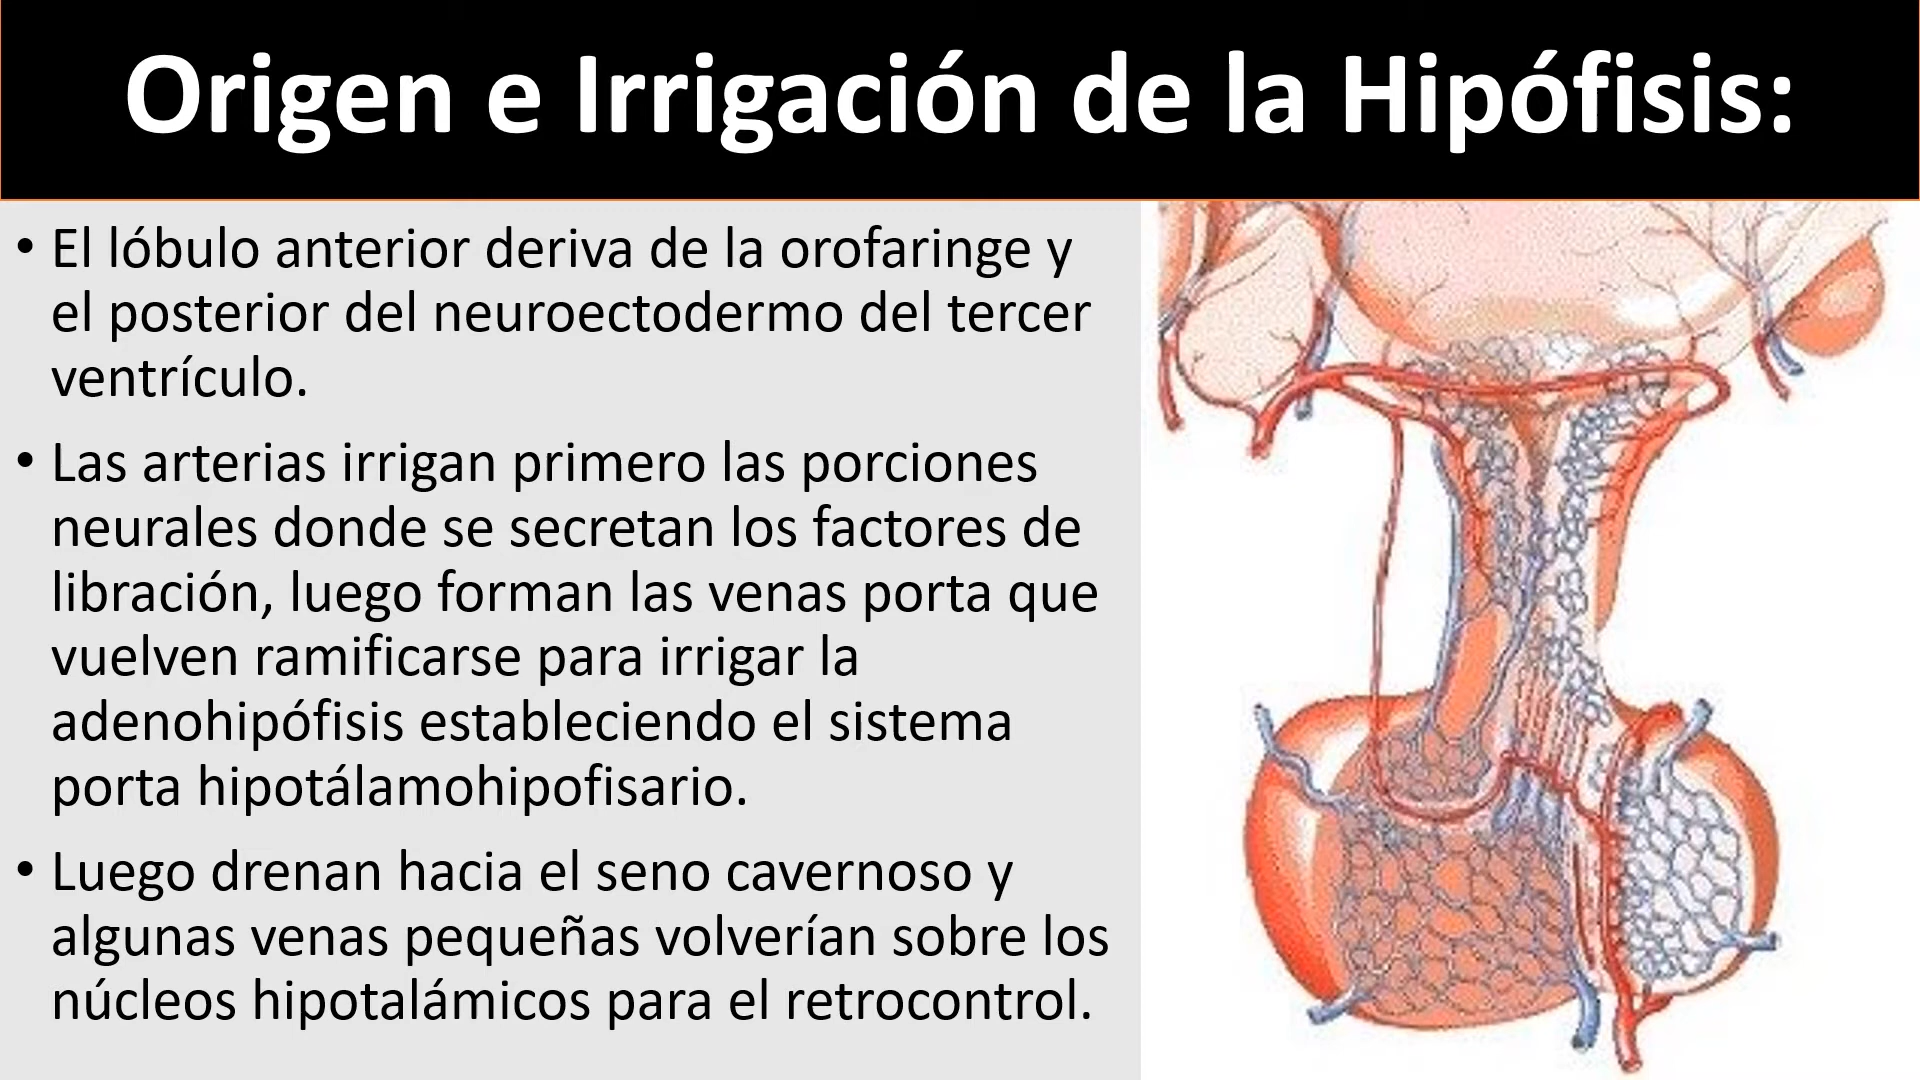 Origen e Irrigación de la Hipófisis:
• El lóbulo anterior deriva de la orofaringe y
el posterior del neuroectodermo del tercer
ventrículo.
• Las arterias irrigan primero las porciones
neurales donde se secretan los factores de
libración, luego forman las venas porta que
vuelven ramificarse para irrigar la
adenohipófisis estableciendo el sistema
porta hipotálamohipofisario.
• Luego drenan hacia el seno cavernoso y
algunas venas pequeñas volverían sobre los
núcleos hipotalámicos para el retrocontrol.